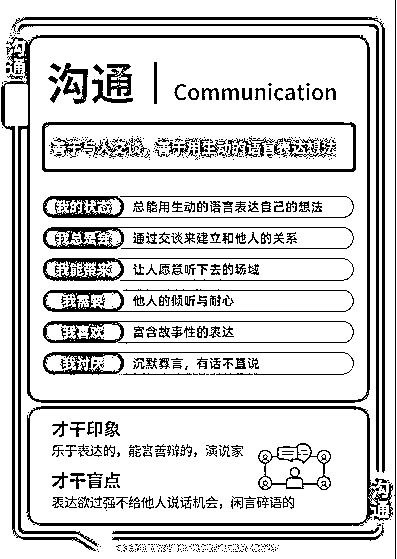 沟通
沟通 | Communication
善于与人交谈，善于用生动的语言表达想法
我的状态 总能用生动的语言表达自己的想法
我总是会 通过交谈来建立和他人的关系
我能带来 让人愿意听下去的场域
我需要 他人的倾听与耐心
我喜欢 富含故事性的表达
我讨厌 沉默寡言，有话不直说
才干印象
乐于表达的，能言善辩的，演说家
才干盲点
表达欲过强不给他人说话机会，闲言碎语的
沟通